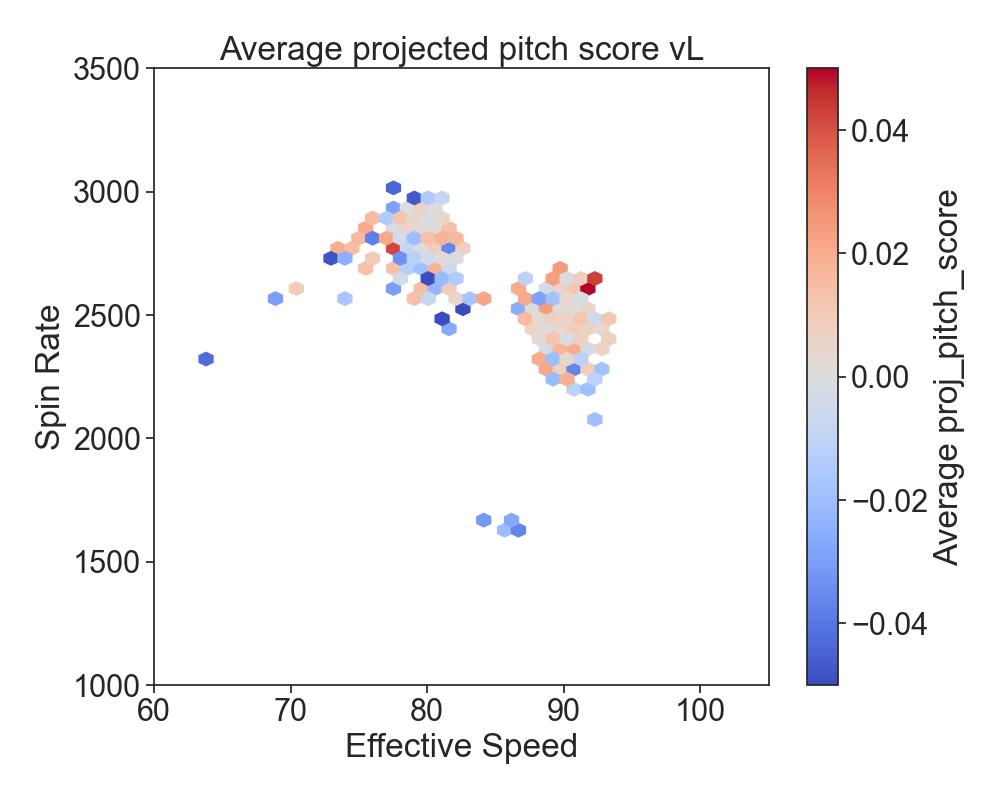 Average projected pitch score vL
3500
3000
2500
2000
1500
1000
Spin Rate
60 70 80 90 100
Effective Speed
0.04
0.02
0.00
−0.02
−0.04
Average proj_pitch_score